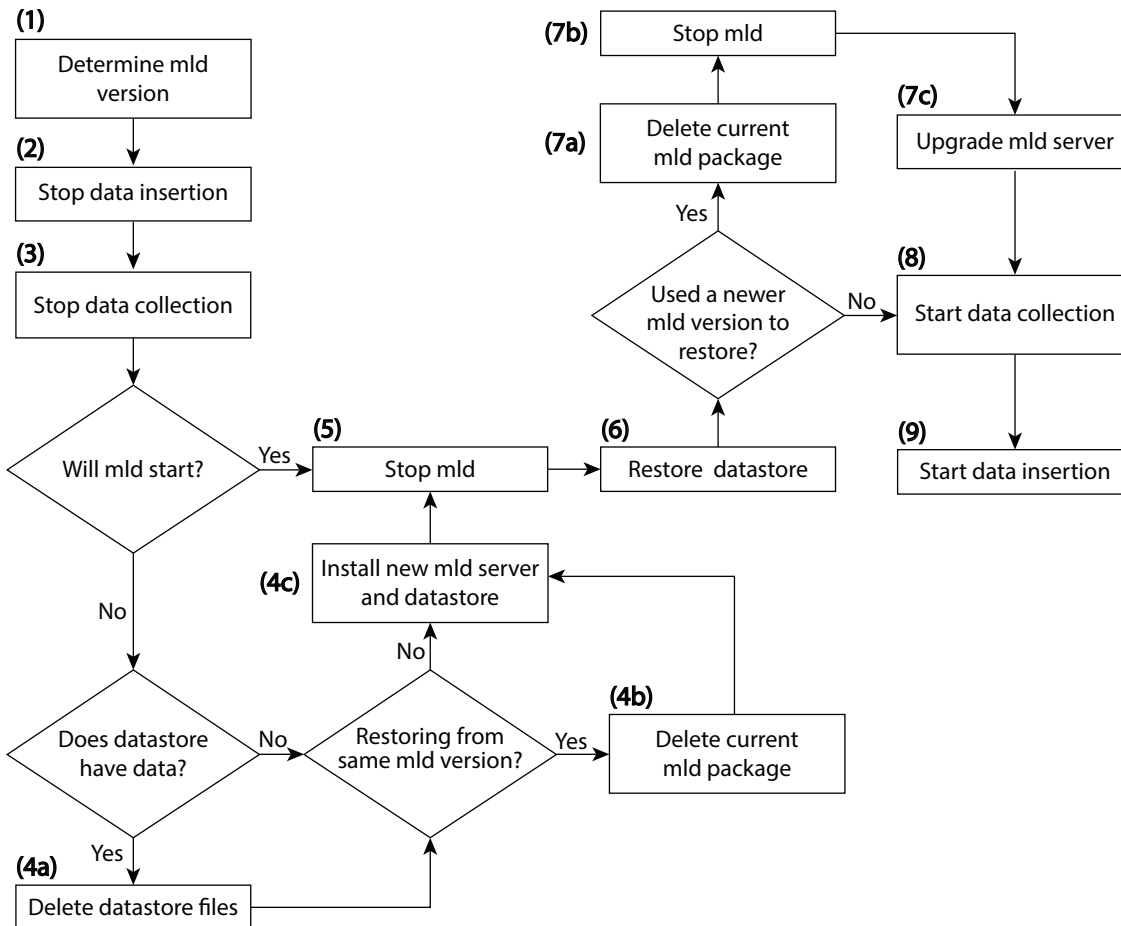 (1)
Determine mld
version
(2)
Stop data insertion
(3)
Stop data collection
Will mld start?
Yes
No
Does datastore
have data?
No
Yes
(4a)
Delete datastore files
Restoring from
same mld version?
Yes
No
(4b)
Delete current
mld package
(4c)
Install new mld server
and datastore
(5)
Stop mld
(6)
Restore datastore
Used a newer
mld version to
restore?
Yes
No
(7a)
Delete current
mld package
(7b)
Stop mld
(7c)
Upgrade mld server
(8)
Start data collection
(9)
Start data insertion